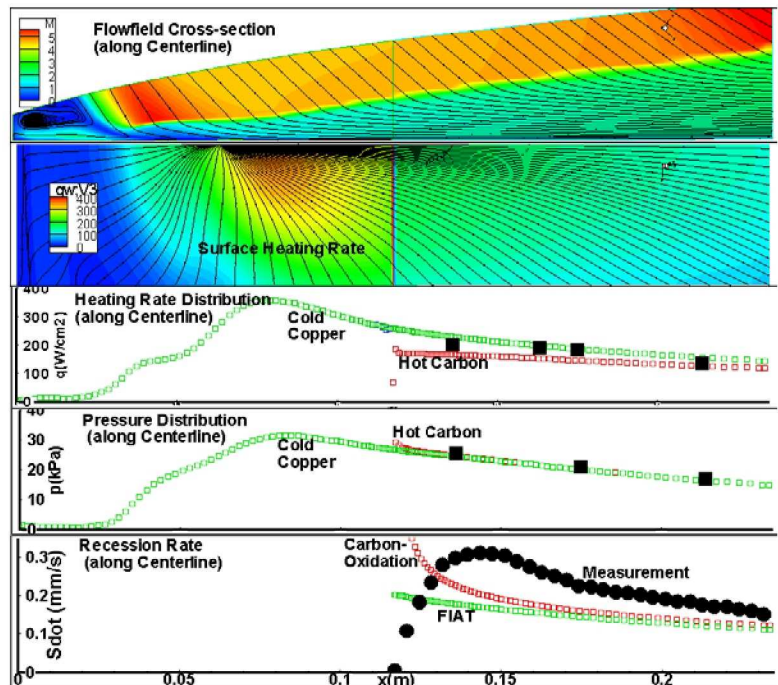 M
5
4
3
2
1
0
Flowfield Cross-section
(along Centerline)
qw:V3
400
300
200
100
0
Surface Heating Rate
400
300
200
100
0
q(W/cm2)
Heating Rate Distribution
(along Centerline)
Cold
Copper
Hot Carbon
40
30
20
10
0
p(kPa)
Pressure Distribution
(along Centerline)
Cold
Copper
Hot Carbon
0.3
0.2
0.1
0
Sdot (mm/s)
Recession Rate
(along Centerline)
Carbon-
Oxidation
Measurement
FIAT
0
0.05
0.1
x(m)
0.15
0.2